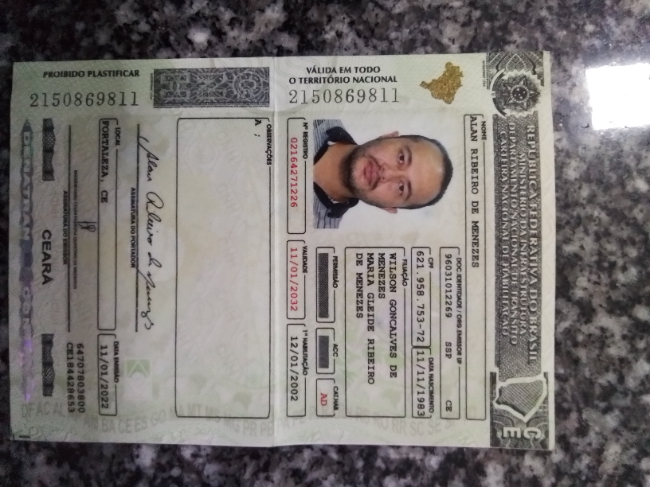 REPÚBLICA FEDERATIVA DO BRASIL
MINISTÉRIO DA INFRAESTRUTURA
DEPARTAMENTO NACIONAL DE TRÂNSITO
CARTEIRA NACIONAL DE HABILITAÇÃO
CE
VÁLIDA EM TODO
O TERRITÓRIO NACIONAL
2150869811
NOME
ALAN RIBEIRO DE MENEZES
DOC. IDENTIDADE / ÓRG. EMISSOR UF
96031012269 SSP CE
CPF DATA NASCIMENTO
621.958.753-72 11/11/1983
FILIAÇÃO
WILSON GONCALVES DE
MENEZES
MARIA GLEIDE RIBEIRO
DE MENEZES
PERMISSÃO ACC CAT.HAB.
AD
Nº REGISTRO VALIDADE 1ª HABILITAÇÃO
02164271226 11/01/2032 12/01/2002
PROIBIDO PLASTIFICAR
2150869811
OBSERVAÇÕES
A ;
ASSINATURA DO PORTADOR
LOCAL DATA EMISSÃO
FORTALEZA, CE 11/01/2022
ASSINATURA DO EMISSOR
64707803800
CE184428655
CEARÁ